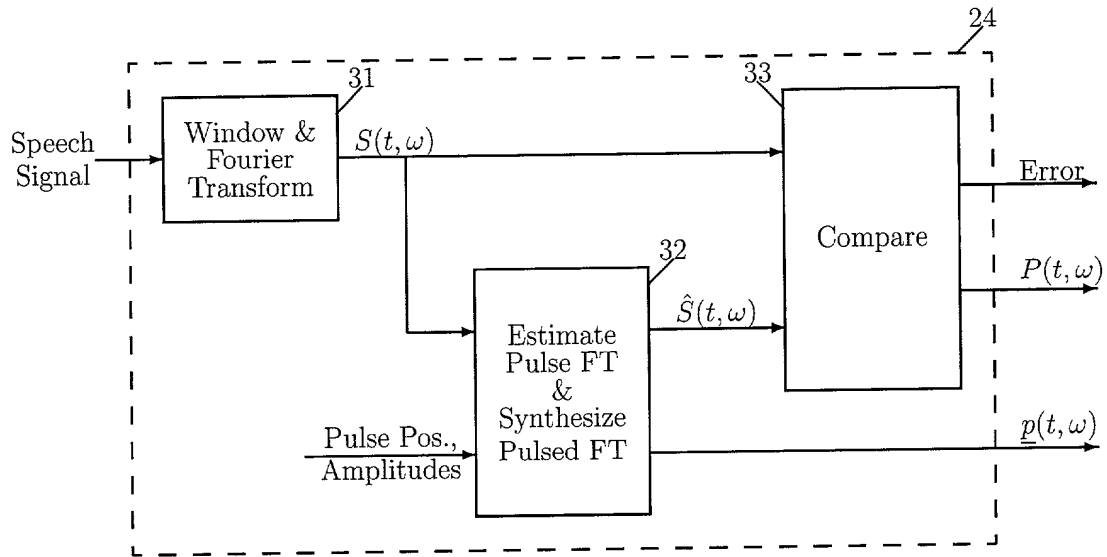 24
31
33
Window &
Fourier
Transform
Speech
Signal
S(t, ω)
Error
Compare
32
P(t, ω)
Ŝ(t, ω)
Estimate
Pulse FT
&
Synthesize
Pulsed FT
Pulse Pos.,
Amplitudes
p(t, ω)